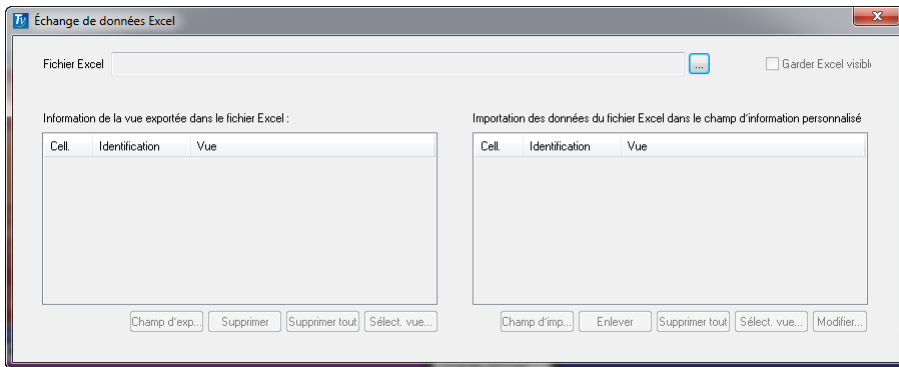 Échange de données Excel
Fichier Excel ... Garder Excel visibl
Information de la vue exportée dans le fichier Excel :
Cell. Identification Vue
Champ d'exp... Supprimer Supprimer tout Sélect. vue...
Importation des données du fichier Excel dans le champ d'information personnalisé
Cell. Identification Vue
Champ d'imp... Enlever Supprimer tout Sélect. vue... Modifier...